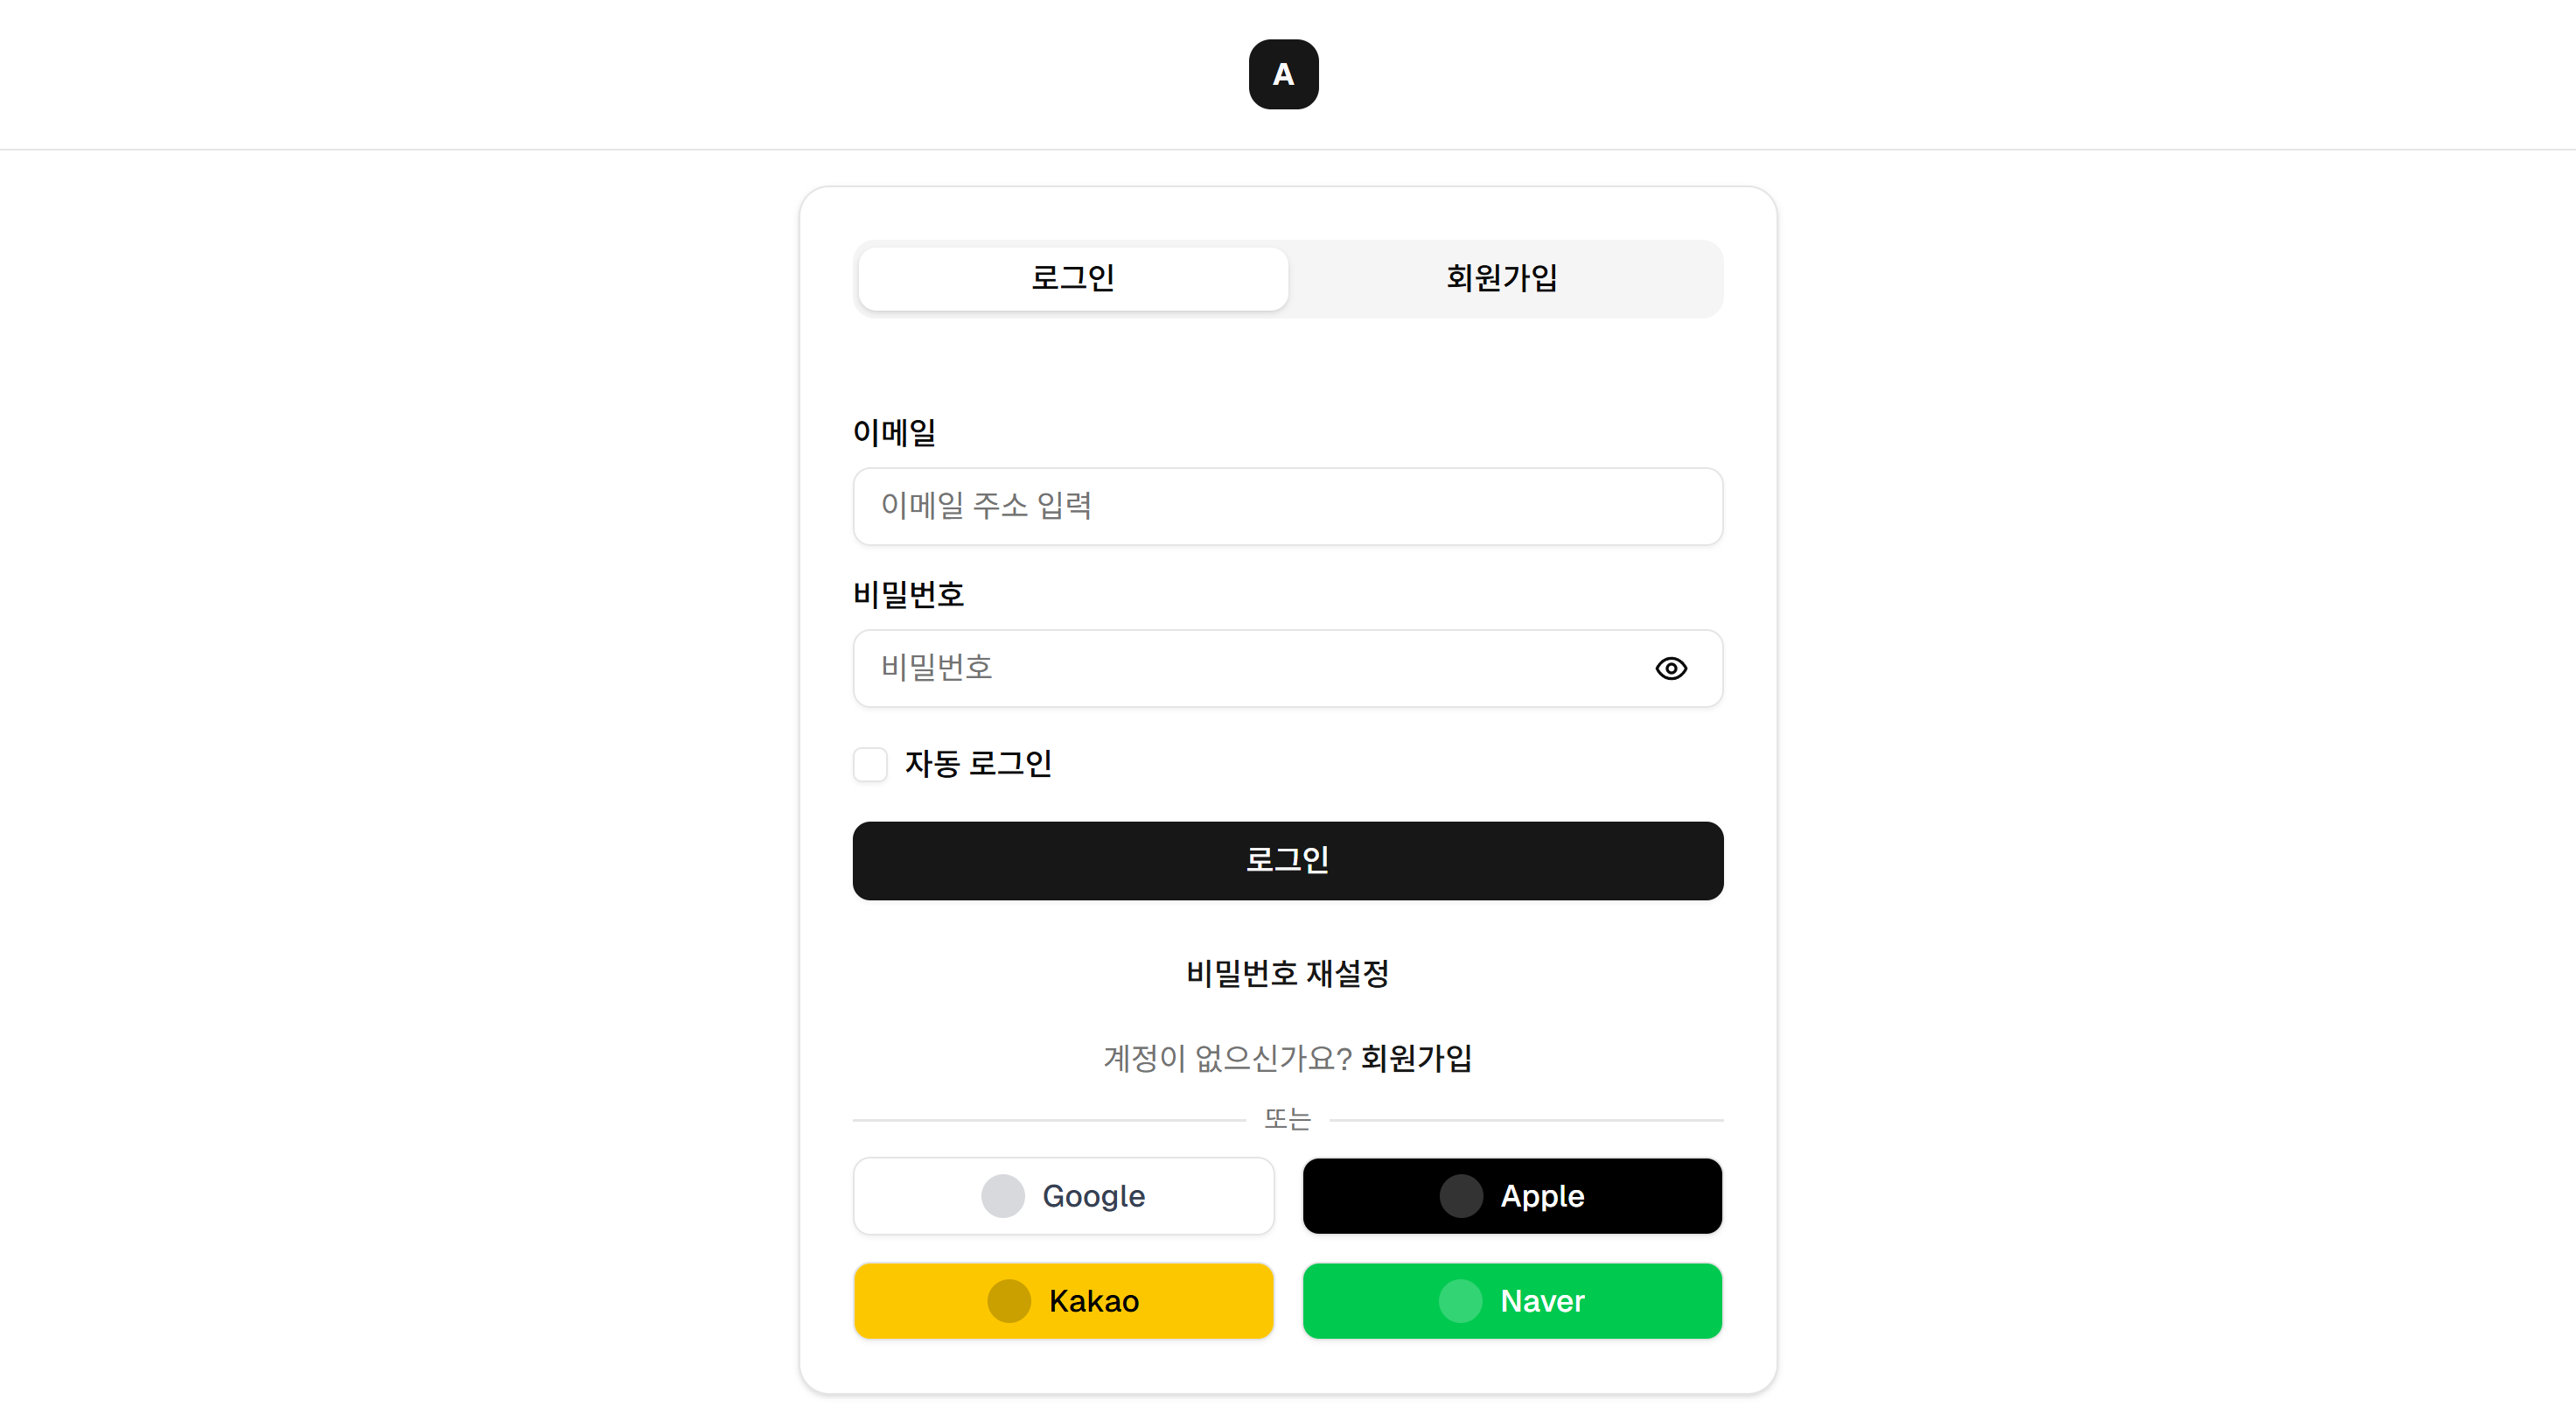 A
로그인 회원가입
이메일
이메일 주소 입력
비밀번호
비밀번호
자동 로그인
로그인
비밀번호 재설정
계정이 없으신가요? 회원가입
또는
Google Apple
Kakao Naver